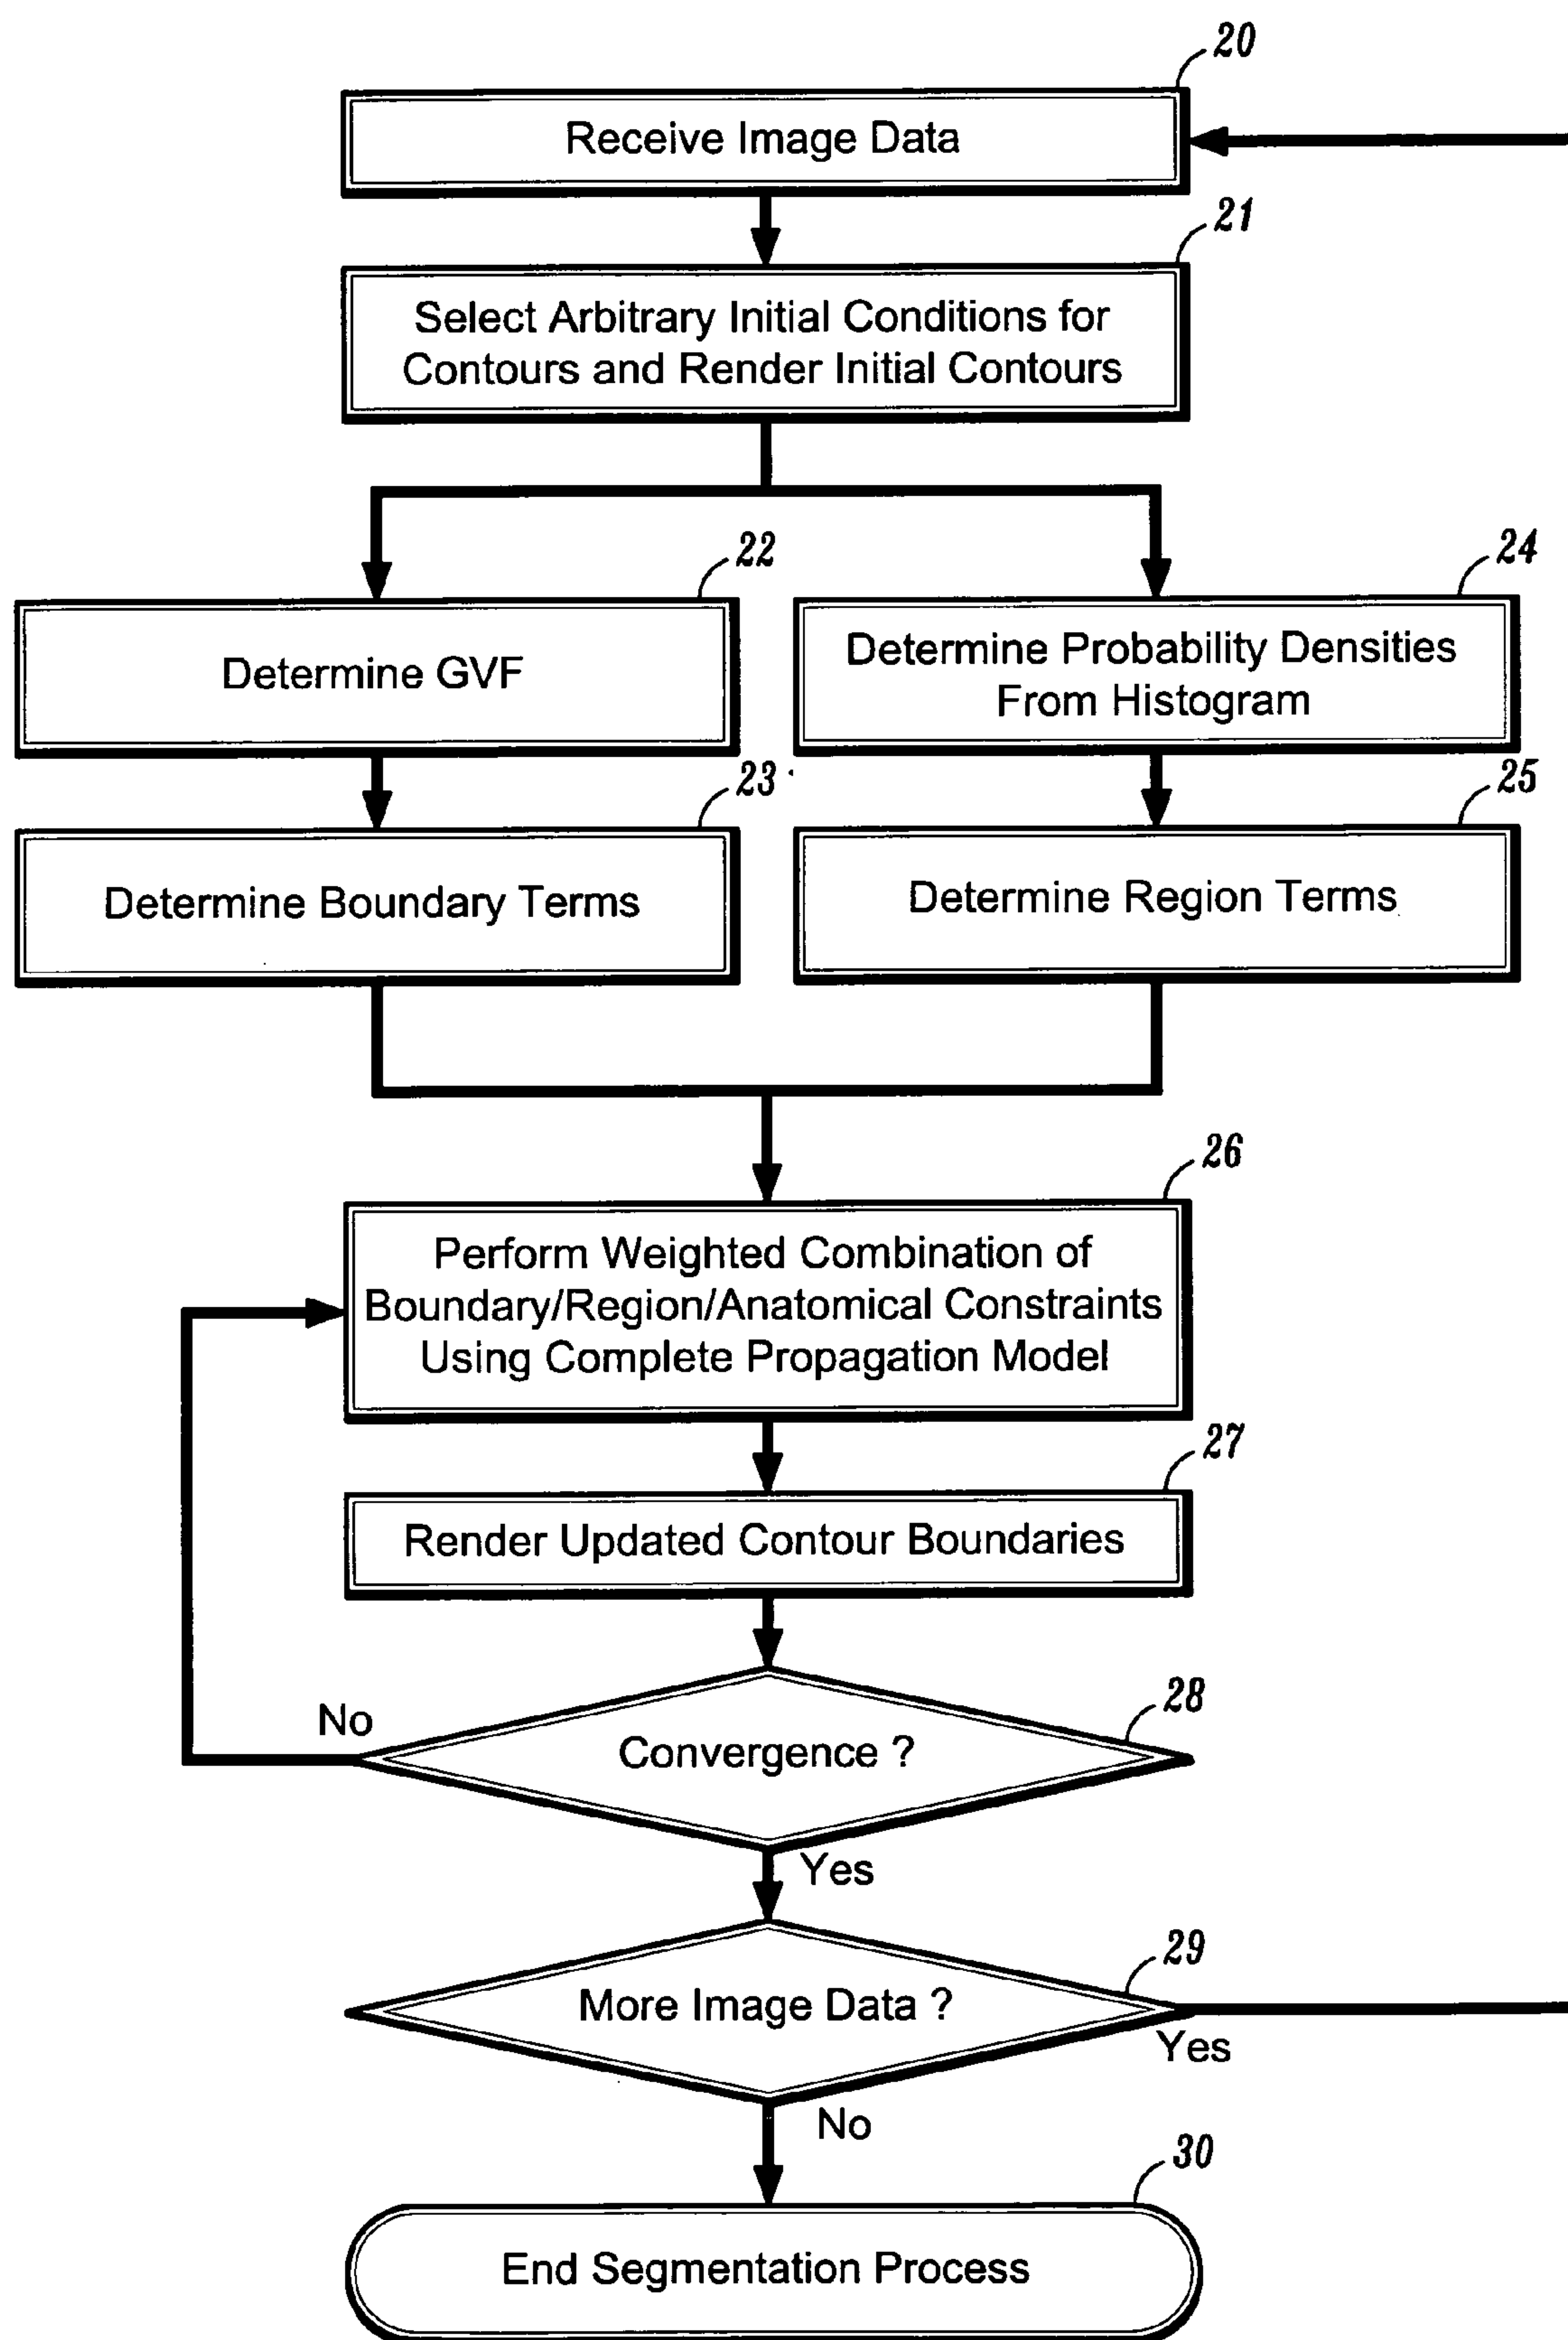 20
Receive Image Data
21
Select Arbitrary Initial Conditions for
Contours and Render Initial Contours
22
Determine GVF
24
Determine Probability Densities
From Histogram
23
Determine Boundary Terms
25
Determine Region Terms
26
Perform Weighted Combination of
Boundary/Region/Anatomical Constraints
Using Complete Propagation Model
27
Render Updated Contour Boundaries
28
No
Convergence ?
Yes
29
More Image Data ?
Yes
No
30
End Segmentation Process